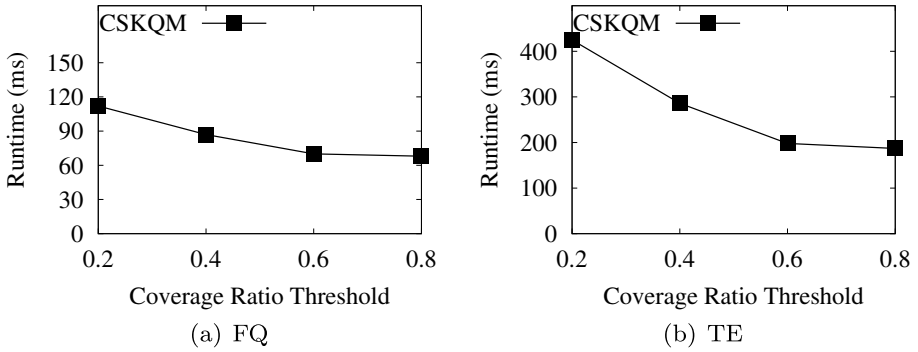 CSKQM
Runtime (ms)
150
120
90
60
30
0
0.2 0.4 0.6 0.8
Coverage Ratio Threshold
(a) FQ
CSKQM
Runtime (ms)
400
300
200
100
0
0.2 0.4 0.6 0.8
Coverage Ratio Threshold
(b) TE